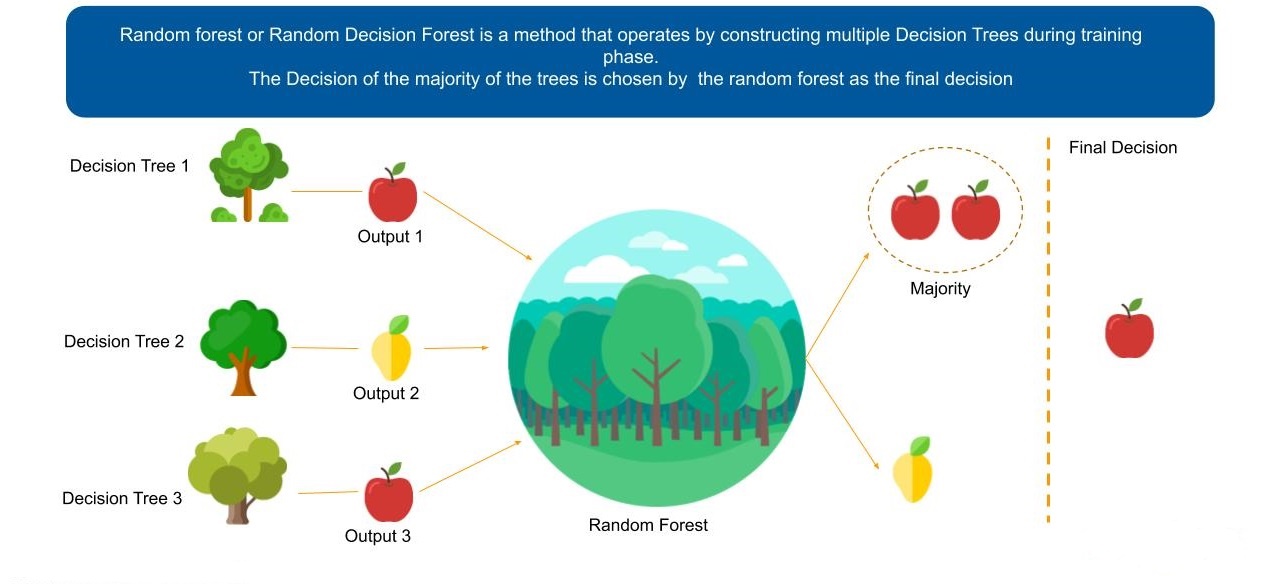 Random forest or Random Decision Forest is a method that operates by constructing multiple Decision Trees during training
phase.
The Decision of the majority of the trees is chosen by  the random forest as the final decision
Decision Tree 1
Output 1
Decision Tree 2
Output 2
Decision Tree 3
Output 3
Random Forest
Majority
Final Decision